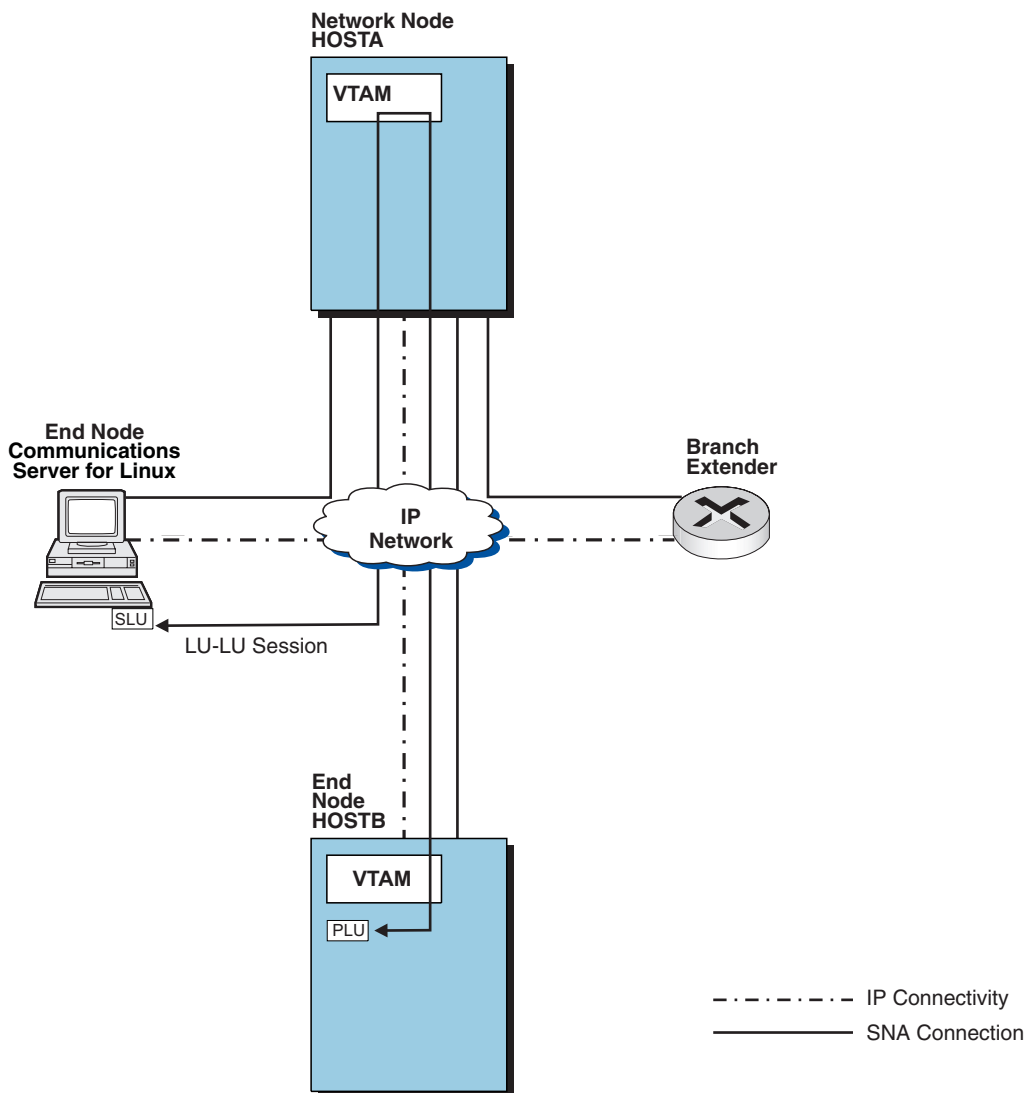 Network Node
HOSTA
VTAM
End Node
Communications
Server for Linux
Branch
Extender
IP
Network
SLU
LU-LU Session
End
Node
HOSTB
VTAM
PLU
IP Connectivity
SNA Connection